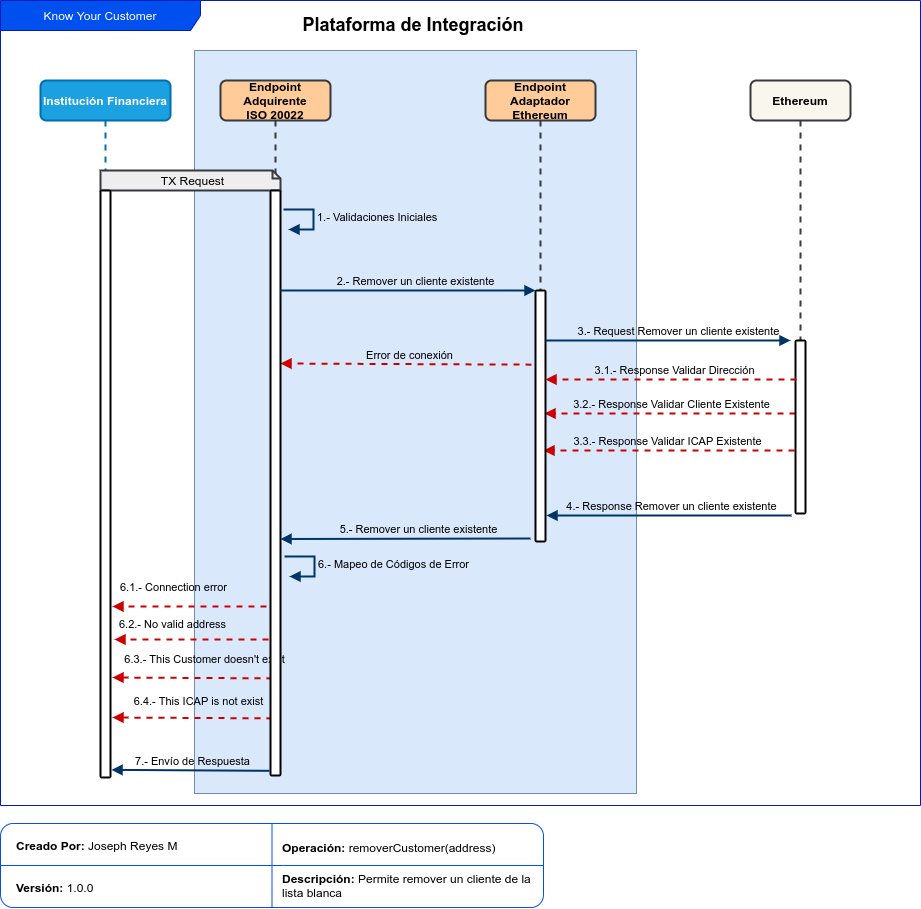 Know Your Customer
Plataforma de Integración
Institución Financiera
Endpoint
Adquirente
ISO 20022
Endpoint
Adaptador
Ethereum
Ethereum
TX Request
1.- Validaciones Iniciales
2.- Remover un cliente existente
3.- Request Remover un cliente existente
Error de conexión
3.1.- Response Validar Dirección
3.2.- Response Validar Cliente Existente
3.3.- Response Validar ICAP Existente
4.- Response Remover un cliente existente
5.- Remover un cliente existente
6.- Mapeo de Códigos de Error
6.1.- Connection error
6.2.- No valid address
6.3.- This Customer doesn't exist
6.4.- This ICAP is not exist
7.- Envío de Respuesta
Creado Por: Joseph Reyes M
Operación: removerCustomer(address)
Versión: 1.0.0
Descripción: Permite remover un cliente de la
lista blanca